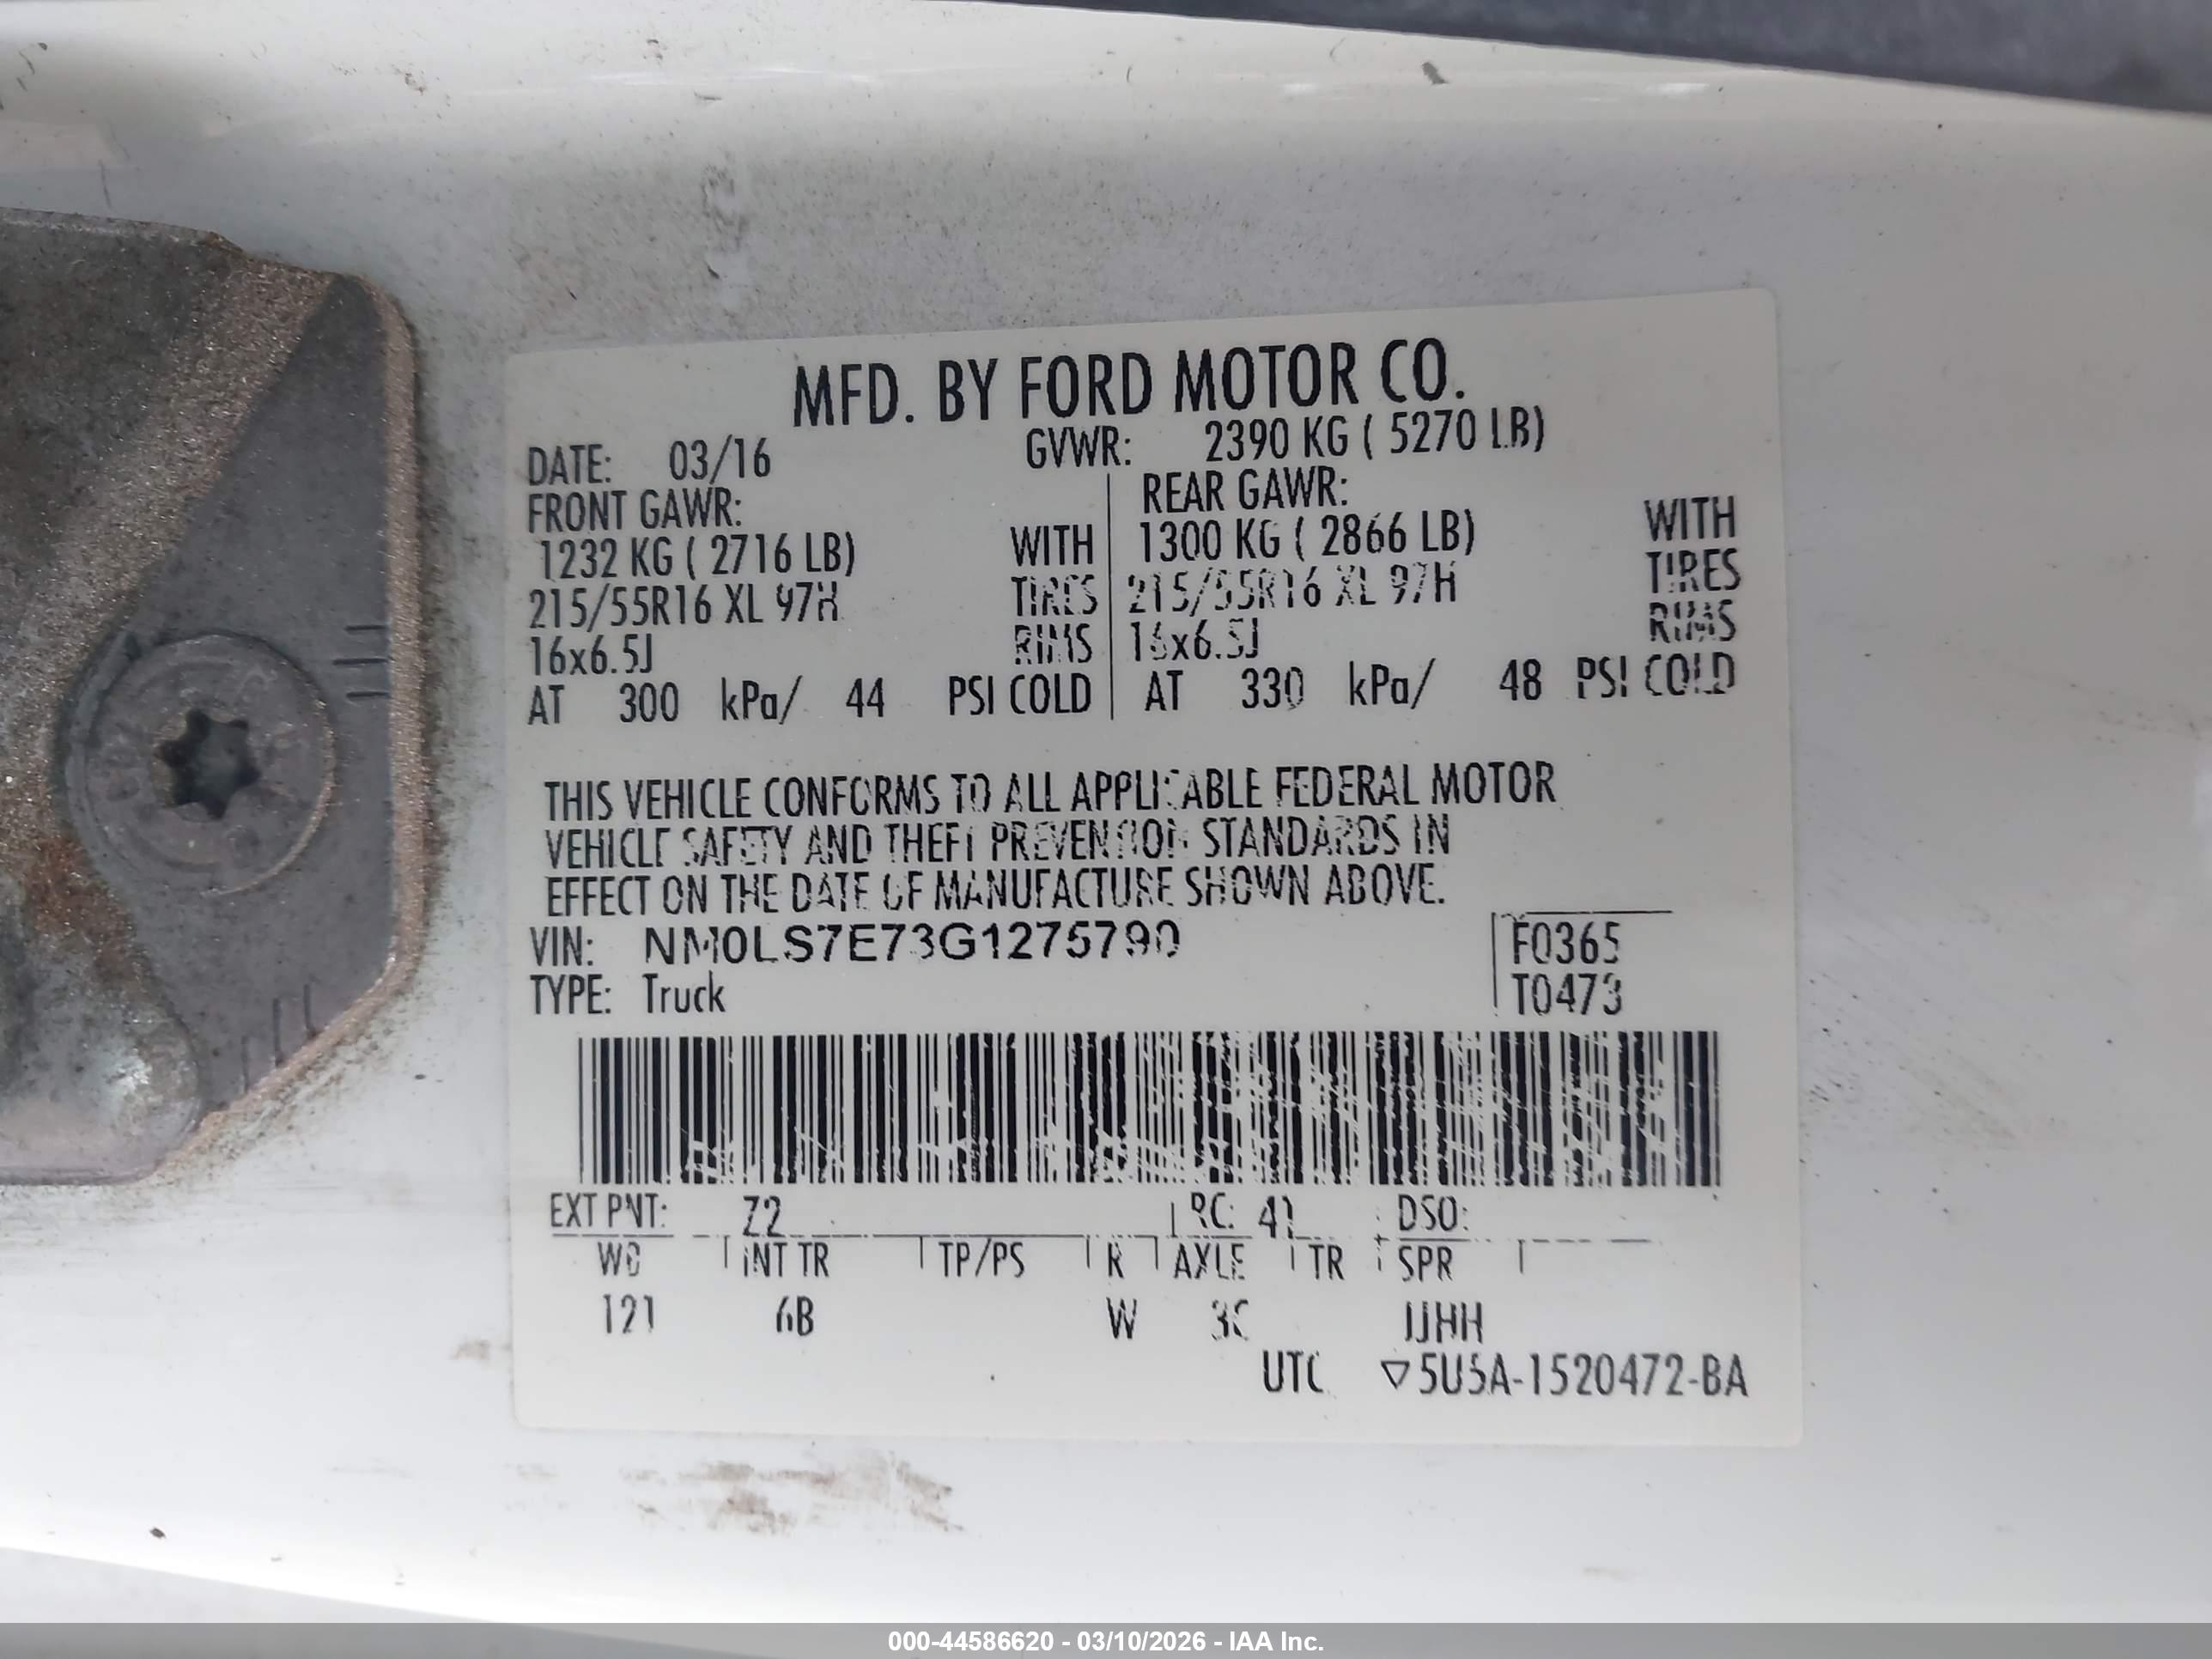 MFD. BY FORD MOTOR CO.
DATE: 03/16 GVWR: 2390 KG ( 5270 LB)
FRONT GAWR: REAR GAWR:
1232 KG ( 2716 LB) WITH 1300 KG ( 2866 LB) WITH
215/55R16 XL 97H TIRES 215/55R16 XL 97H TIRES
16x6.5J RIMS 16x6.5J RIMS
AT 300 kPa/ 44 PSI COLD AT 330 kPa/ 48 PSI COLD
THIS VEHICLE CONFORMS TO ALL APPLICABLE FEDERAL MOTOR
VEHICLE SAFETY AND THEFT PREVENTION STANDARDS IN
EFFECT ON THE DATE OF MANUFACTURE SHOWN ABOVE.
VIN: NM0LS7E73G1275790 F0365
TYPE: Truck T0473
EXT PNT: Z2 RC: 41 DSO:
WB INT TR TP/PS R AXLE TR SPR
121 6B W 3C JJHH
UTC ▽5U5A-1520472-BA
000-44586620 - 03/10/2026 - IAA Inc.